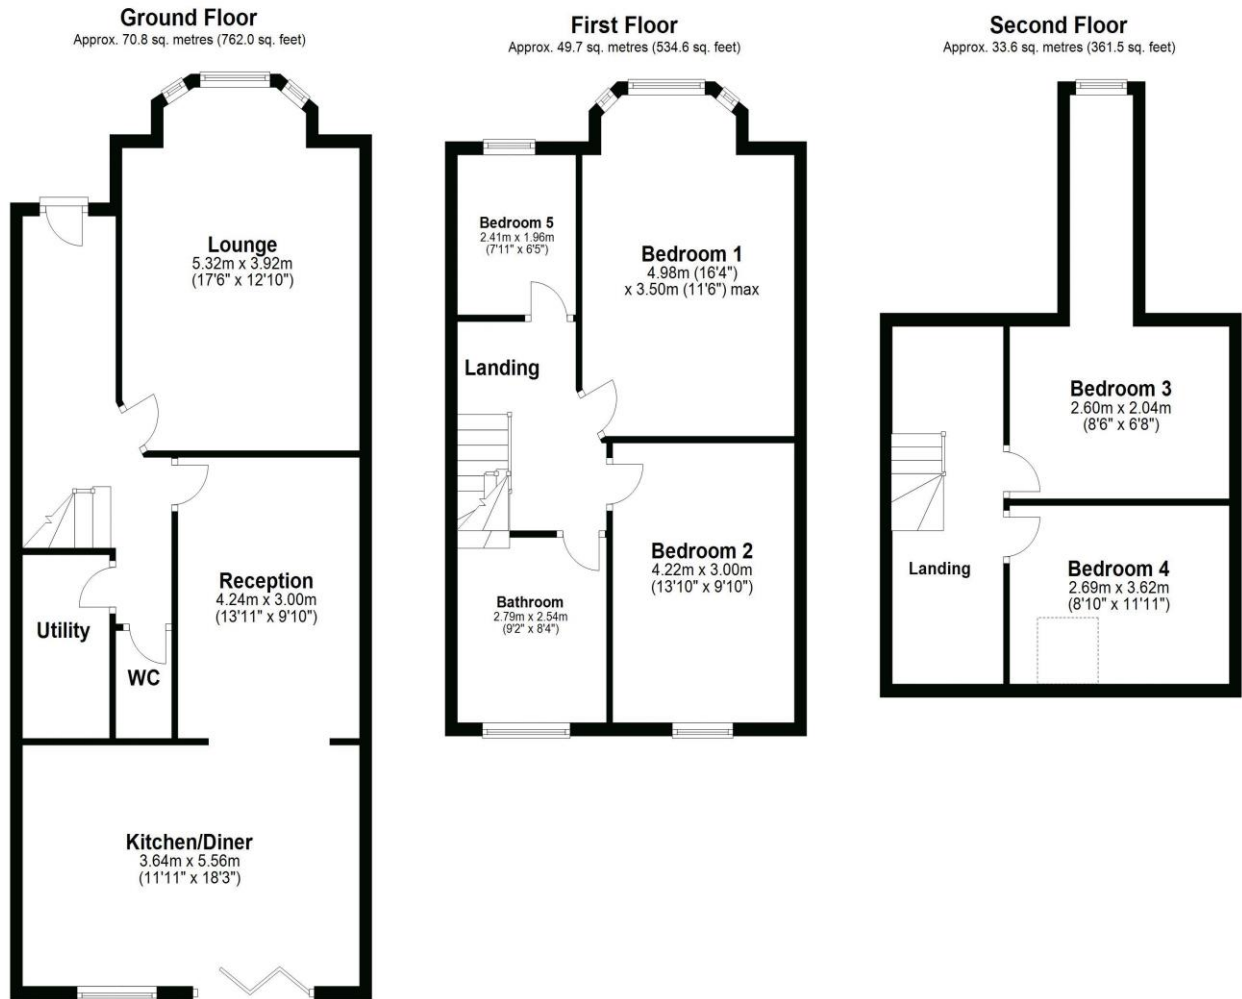 Ground Floor
Approx. 70.8 sq. metres (762.0 sq. feet)
Lounge
5.32m x 3.92m
(17'6" x 12'10")
Reception
4.24m x 3.00m
(13'11" x 9'10")
Utility
WC
Kitchen/Diner
3.64m x 5.56m
(11'11" x 18'3")
First Floor
Approx. 49.7 sq. metres (534.6 sq. feet)
Bedroom 5
2.41m x 1.96m
(7'11" x 6'5")
Bedroom 1
4.98m (16'4")
x 3.50m (11'6") max
Landing
Bedroom 2
4.22m x 3.00m
(13'10" x 9'10")
Bathroom
2.79m x 2.54m
(9'2" x 8'4")
Second Floor
Approx. 33.6 sq. metres (361.5 sq. feet)
Bedroom 3
2.60m x 2.04m
(8'6" x 6'8")
Landing
Bedroom 4
2.69m x 3.62m
(8'10" x 11'11")